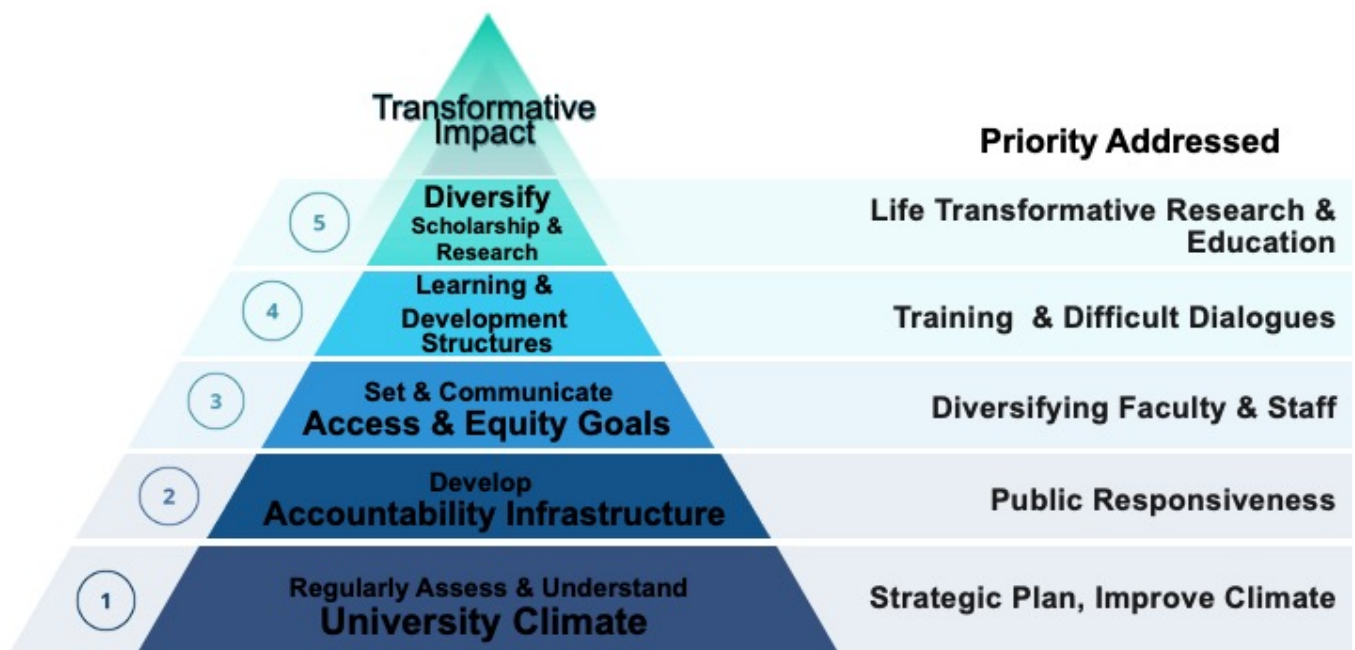 Transformative
Impact
Priority Addressed
5
Diversify
Scholarship &
Research
Life Transformative Research &
Education
4
Learning &
Development
Structures
Training & Difficult Dialogues
3
Set & Communicate
Access & Equity Goals
Diversifying Faculty & Staff
2
Develop
Accountability Infrastructure
Public Responsiveness
1
Regularly Assess & Understand
University Climate
Strategic Plan, Improve Climate